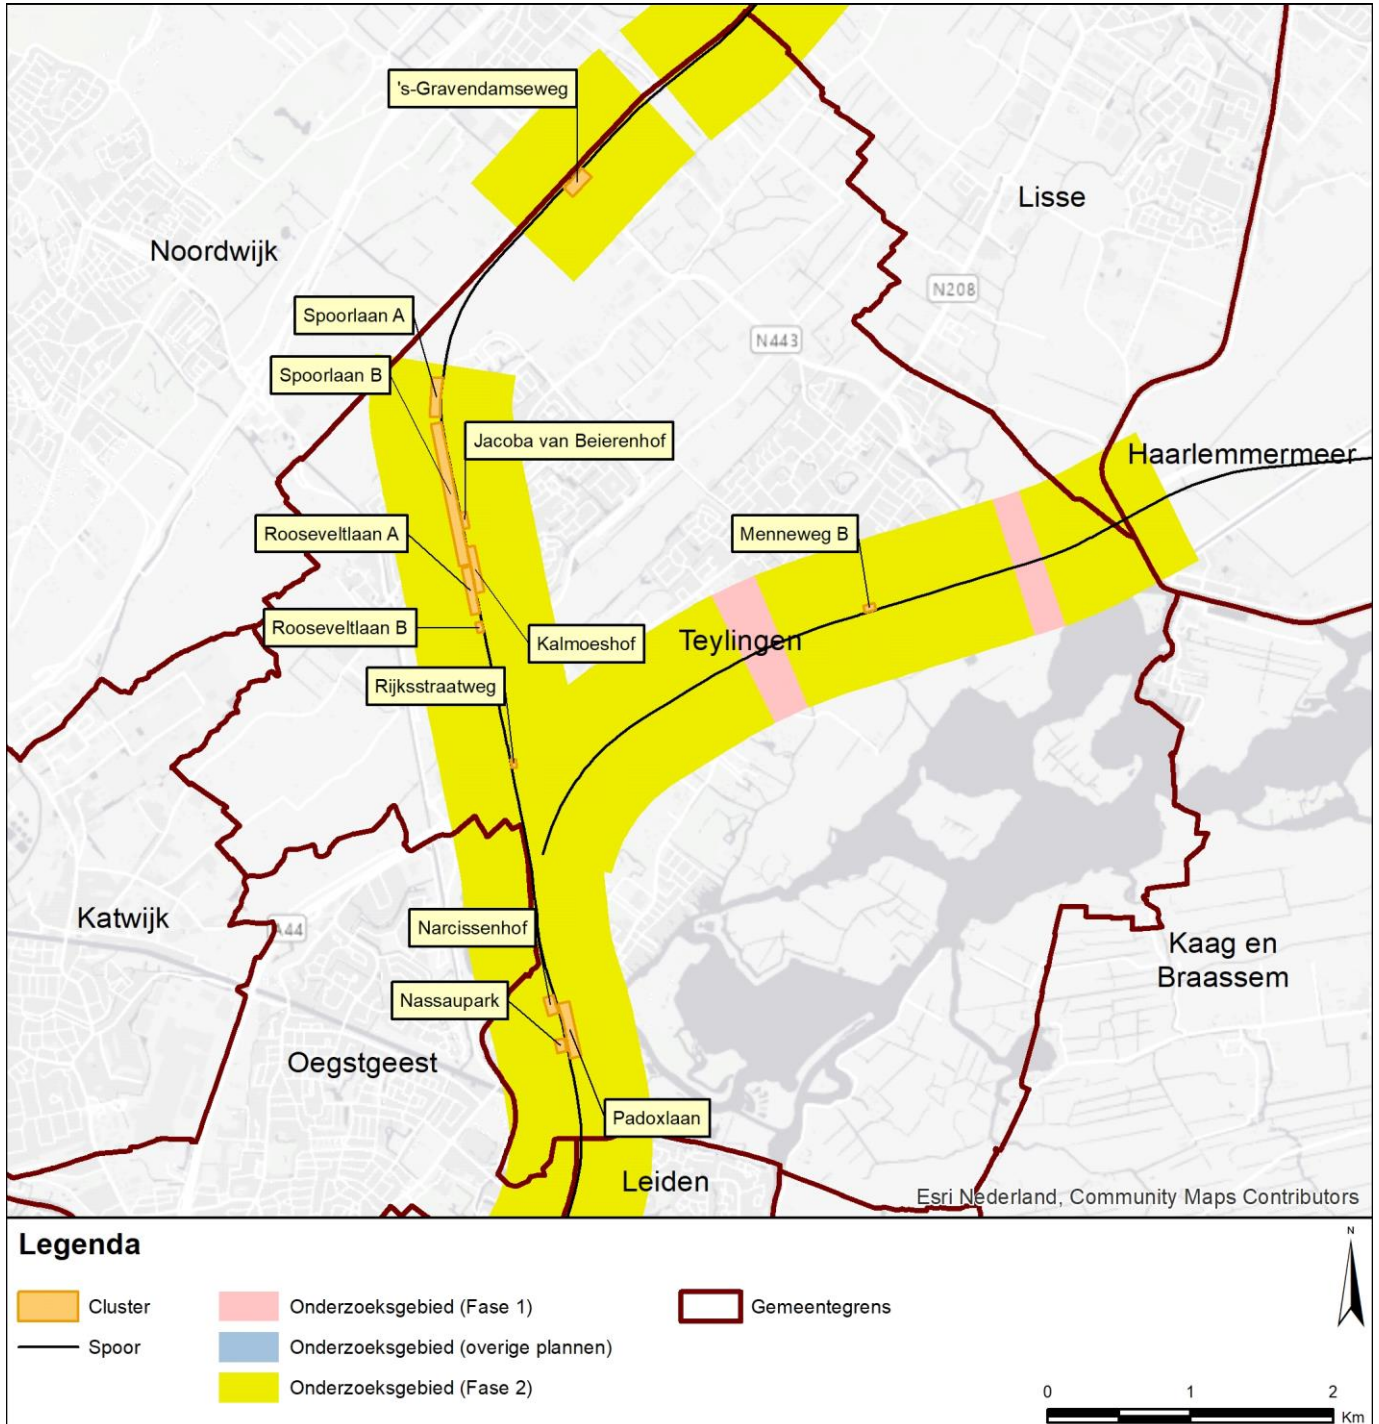 's-Gravendamseweg
Lisse
Noordwijk
N208
Spoorlaan A
N443
Spoorlaan B
Jacoba van Beierenhof
Haarlemmermeer
Rooseveltlaan A
Menneweg B
Rooseveltlaan B
Kalmoeshof
Teylingen
Rijksstraatweg
Katwijk
A44
Narcissenhof
Kaag en
Braassem
Nassaupark
Oegstgeest
Padoxlaan
Leiden
Esri Nederland, Community Maps Contributors
Legenda
N
Cluster
Onderzoeksgebied (Fase 1)
Gemeentegrens
Spoor
Onderzoeksgebied (overige plannen)
Onderzoeksgebied (Fase 2)
0 1 2
Km